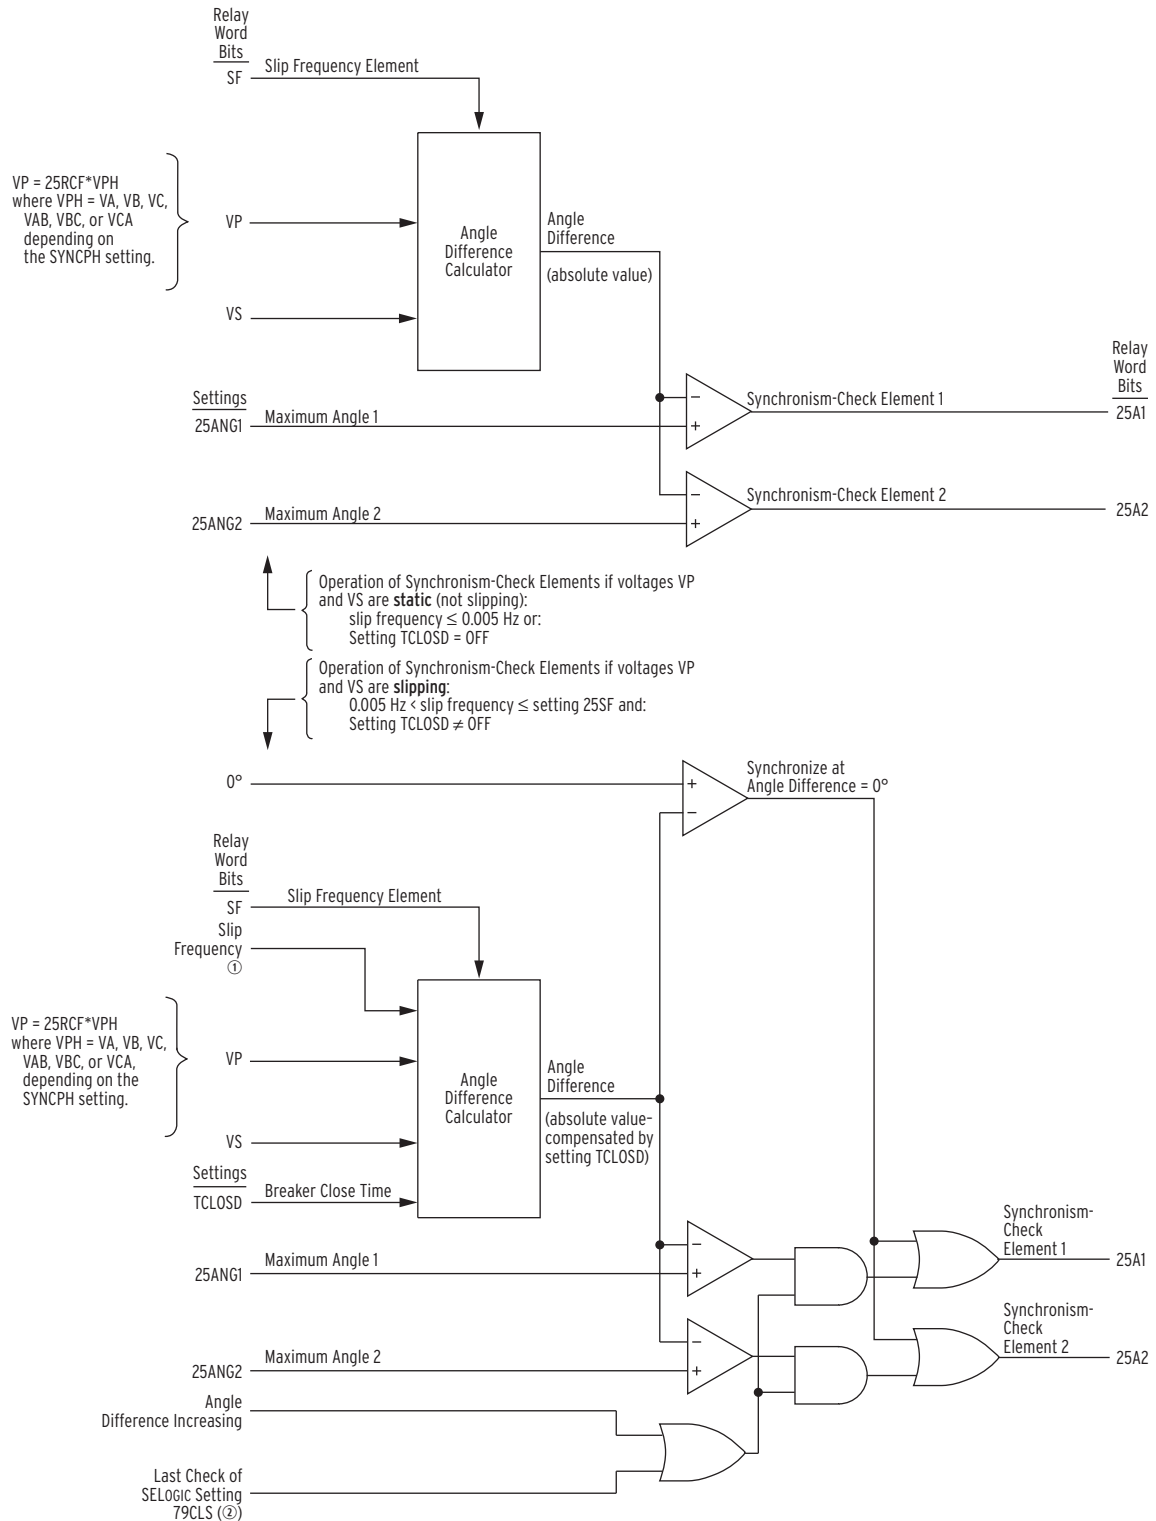 Relay
Word
Bits
SF
Slip Frequency Element
VP = 25RCF*VPH
where VPH = VA, VB, VC,
VAB, VBC, or VCA
depending on
the SYNCPH setting.
VP
VS
Angle
Difference
Calculator
Angle
Difference
(absolute value)
Settings
25ANG1
Maximum Angle 1
−
+
Synchronism-Check Element 1
Relay
Word
Bits
25A1
25ANG2
Maximum Angle 2
−
+
Synchronism-Check Element 2
25A2
Operation of Synchronism-Check Elements if voltages VP
and VS are static (not slipping):
slip frequency ≤ 0.005 Hz or:
Setting TCLOSD = OFF
Operation of Synchronism-Check Elements if voltages VP
and VS are slipping:
0.005 Hz < slip frequency ≤ setting 25SF and:
Setting TCLOSD ≠ OFF
0°
+
−
Synchronize at
Angle Difference = 0°
Relay
Word
Bits
SF
Slip Frequency Element
Slip
Frequency
①
VP = 25RCF*VPH
where VPH = VA, VB, VC,
VAB, VBC, or VCA,
depending on the
SYNCPH setting.
VP
VS
Settings
TCLOSD
Breaker Close Time
Angle
Difference
Calculator
Angle
Difference
(absolute value-
compensated by
setting TCLOSD)
25ANG1
Maximum Angle 1
−
+
Synchronism-
Check
Element 1
25A1
25ANG2
Maximum Angle 2
−
+
Synchronism-
Check
Element 2
25A2
Angle
Difference Increasing
Last Check of
SELOGIC Setting
79CLS (②)